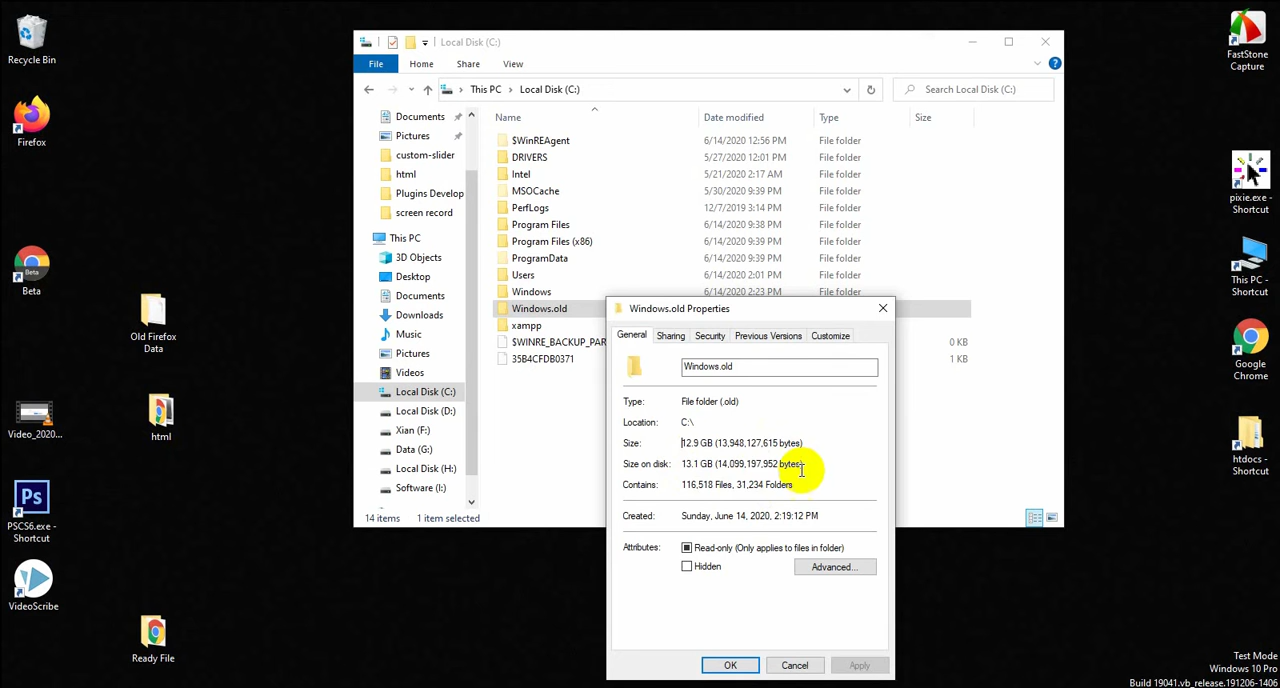 Recycle Bin
Firefox
Beta
Old Firefox
Data
Video_2020...
html
Ps
PSCS6.exe -
Shortcut
VideoScribe
Ready File
Local Disk (C:)
File Home Share View
This PC > Local Disk (C:)
Search Local Disk (C:)
Documents
Pictures
custom-slider
html
Plugins Develop
screen record
This PC
3D Objects
Desktop
Documents
Downloads
Music
Pictures
Videos
Local Disk (C:)
Local Disk (D:)
Xian (F:)
Data (G:)
Local Disk (H:)
Software (I:)
Name Date modified Type Size
$WinREAgent 6/14/2020 12:56 PM File folder
DRIVERS 5/27/2020 12:01 PM File folder
Intel 5/21/2020 2:17 AM File folder
MSOCache 5/30/2020 9:39 PM File folder
PerfLogs 12/7/2019 3:14 PM File folder
Program Files 6/14/2020 9:38 PM File folder
Program Files (x86) 6/14/2020 9:39 PM File folder
ProgramData 6/14/2020 9:39 PM File folder
Users 6/14/2020 2:01 PM File folder
Windows 6/14/2020 2:23 PM File folder
Windows.old
xampp
$WINRE_BACKUP_PAR 0 KB
35B4CFDB0371 1 KB
14 items 1 item selected
Windows.old Properties
General Sharing Security Previous Versions Customize
Windows.old
Type: File folder (.old)
Location: C:\
Size: 12.9 GB (13,948,127,615 bytes)
Size on disk: 13.1 GB (14,099,197,952 bytes)
Contains: 116,518 Files, 31,234 Folders
Created: Sunday, June 14, 2020, 2:19:12 PM
Attributes: Read-only (Only applies to files in folder)
Hidden Advanced...
OK Cancel Apply
FastStone
Capture
pixie.exe -
Shortcut
This PC -
Shortcut
Google
Chrome
htdocs -
Shortcut
Test Mode
Windows 10 Pro
Build 19041.vb_release.191206-1406